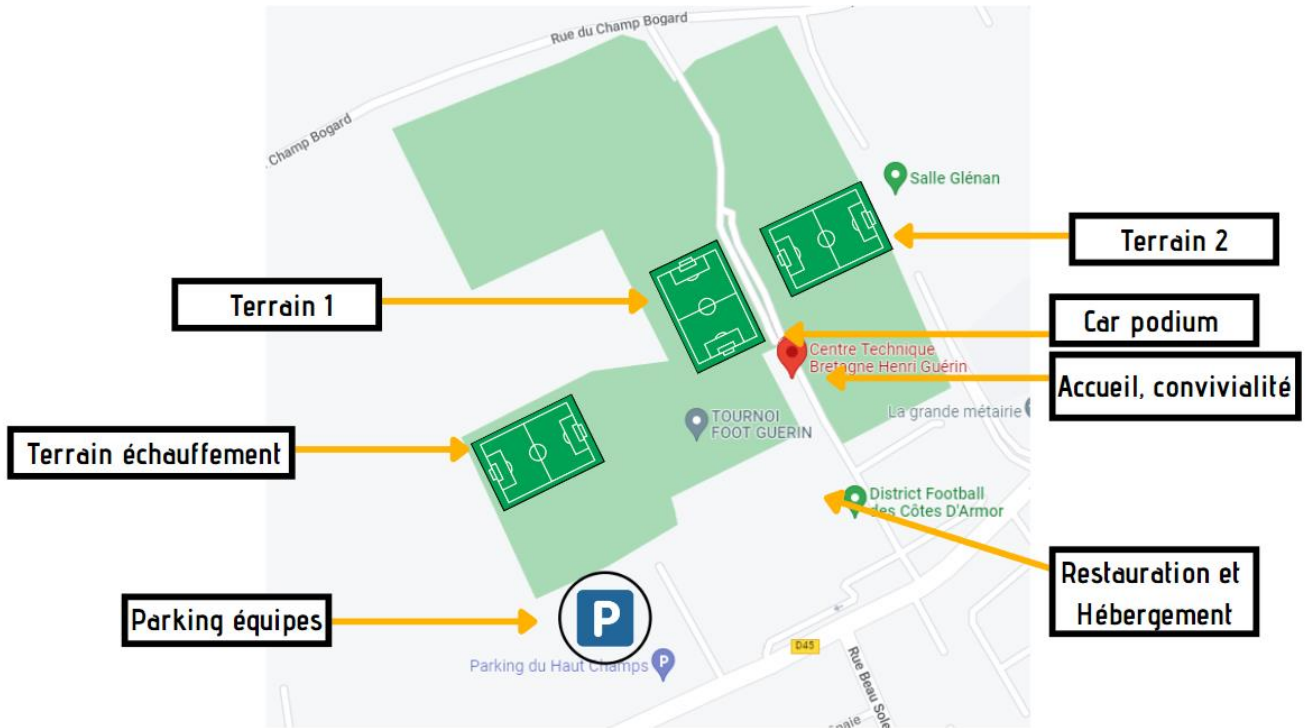 Rue du Champ Bogard
Champ Bogard
Salle Glénan
Terrain 2
Terrain 1
Car podium
Centre Technique
Bretagne Henri Guérin
Accueil, convivialité
La grande métairie
TOURNOI
FOOT GUERIN
Terrain échauffement
District Football
des Côtes D'Armor
Restauration et
Hébergement
Parking équipes
P
Parking du Haut Champs
P
D45
Rue Beau Sole